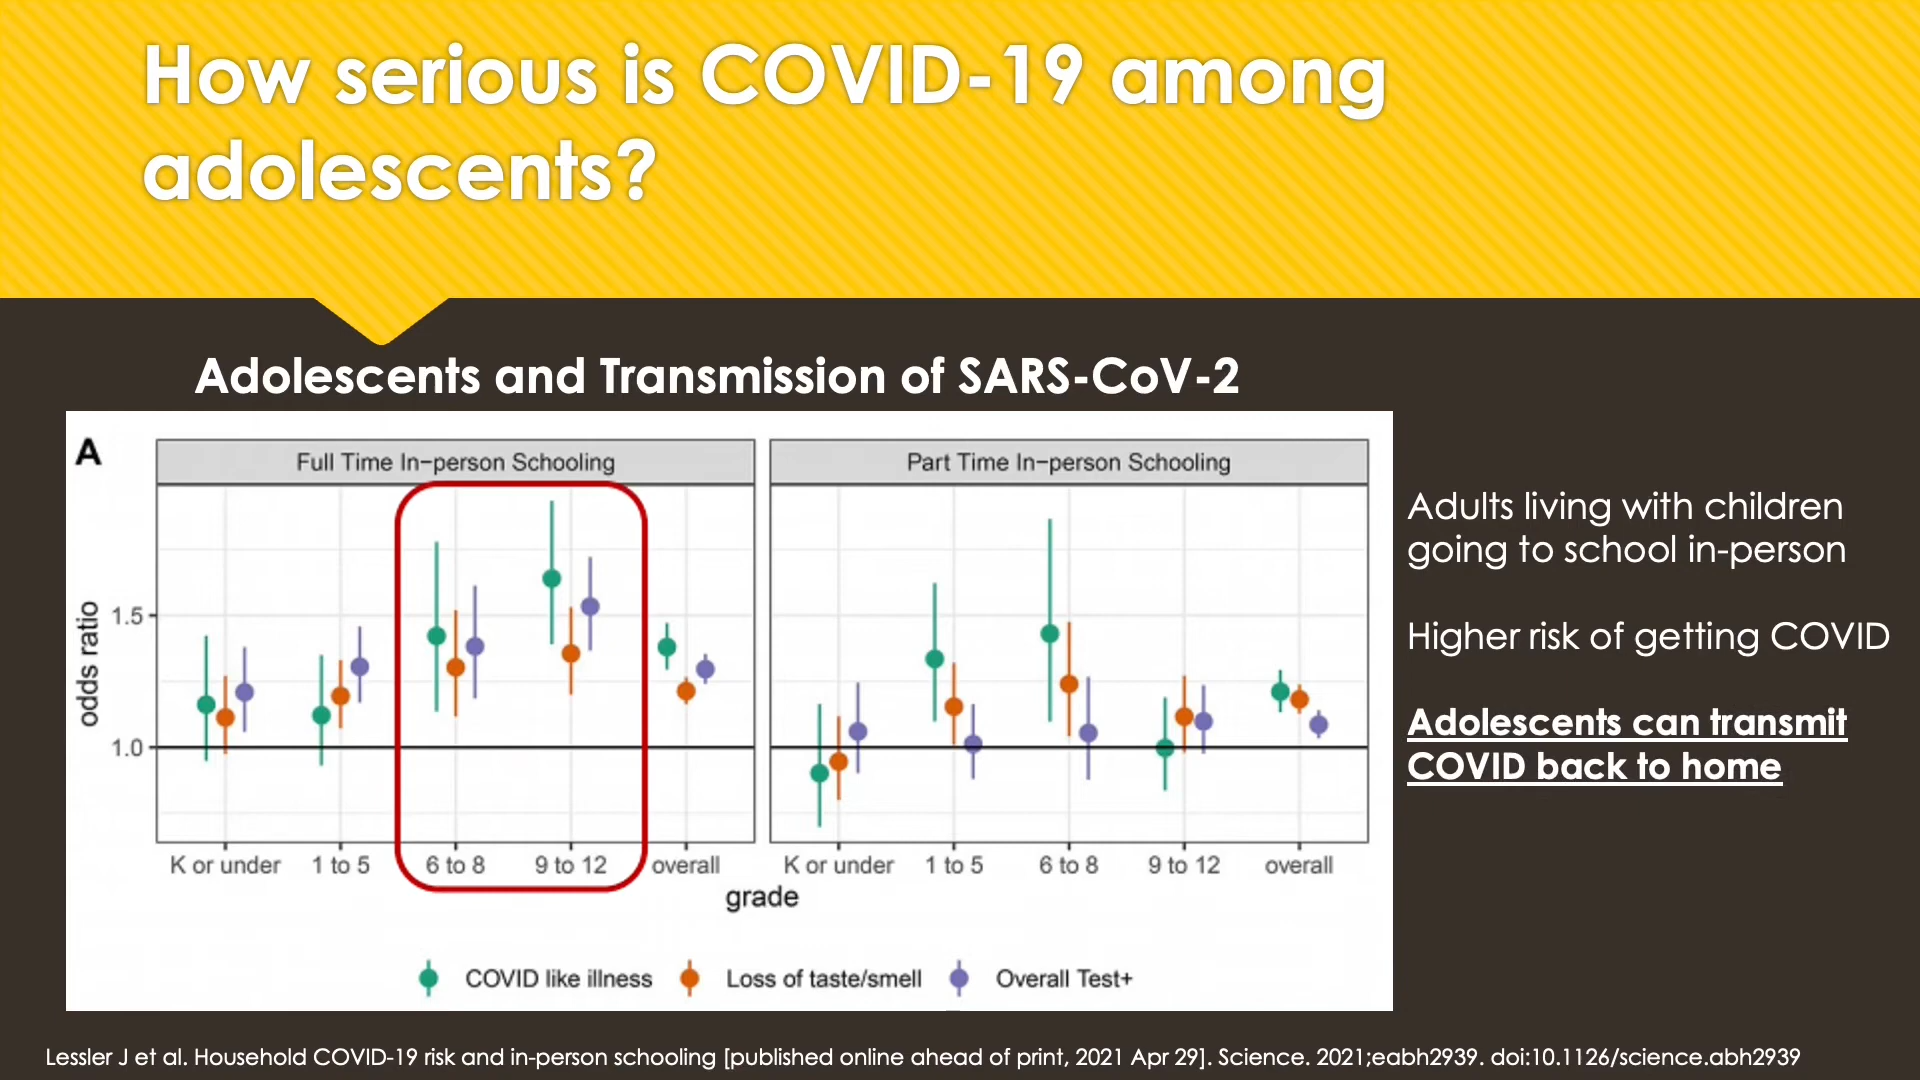 How serious is COVID-19 among
adolescents?
Adolescents and Transmission of SARS-CoV-2
A
Full Time In-person Schooling
Part Time In-person Schooling
odds ratio
1.5
1.0
K or under
1 to 5
6 to 8
9 to 12
overall
K or under
1 to 5
6 to 8
9 to 12
overall
grade
COVID like illness
Loss of taste/smell
Overall Test+
Adults living with children
going to school in-person
Higher risk of getting COVID
Adolescents can transmit
COVID back to home
Lessler J et al. Household COVID-19 risk and in-person schooling [published online ahead of print, 2021 Apr 29]. Science. 2021;eabh2939. doi:10.1126/science.abh2939